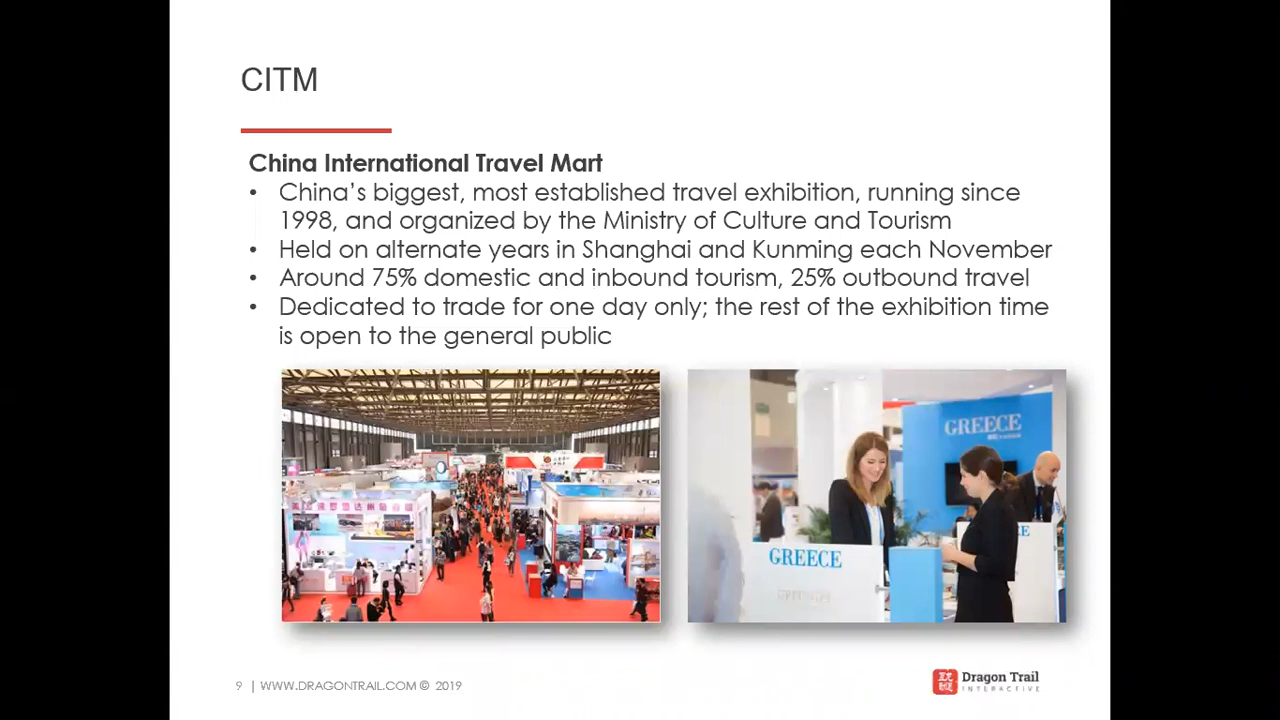 CITM
China International Travel Mart
• China's biggest, most established travel exhibition, running since
1998, and organized by the Ministry of Culture and Tourism
• Held on alternate years in Shanghai and Kunming each November
• Around 75% domestic and inbound tourism, 25% outbound travel
• Dedicated to trade for one day only; the rest of the exhibition time
is open to the general public
GREECE
GREECE
9 | WWW.DRAGONTRAIL.COM © 2019
Dragon Trail
INTERACTIVE